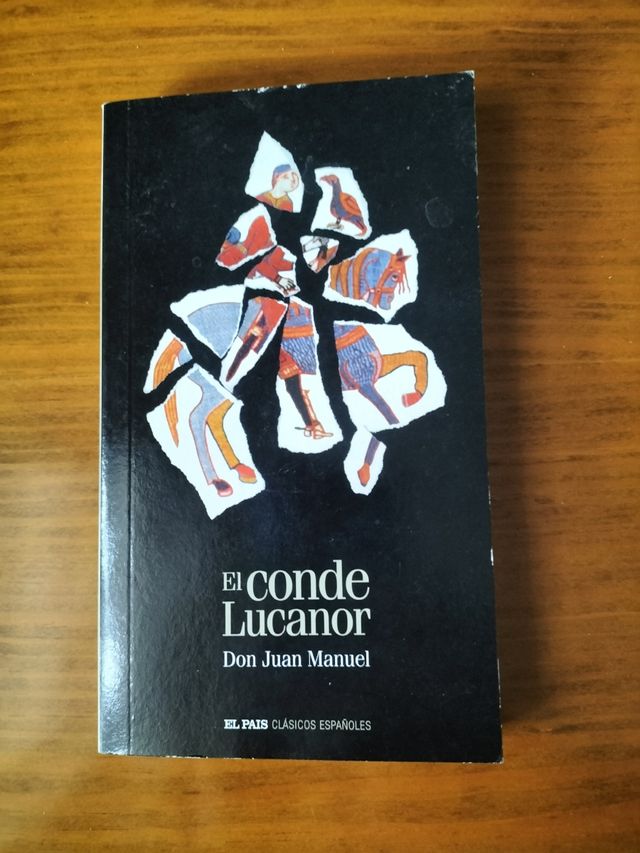 El conde
Lucanor
Don Juan Manuel
EL PAIS CLÁSICOS ESPAÑOLES